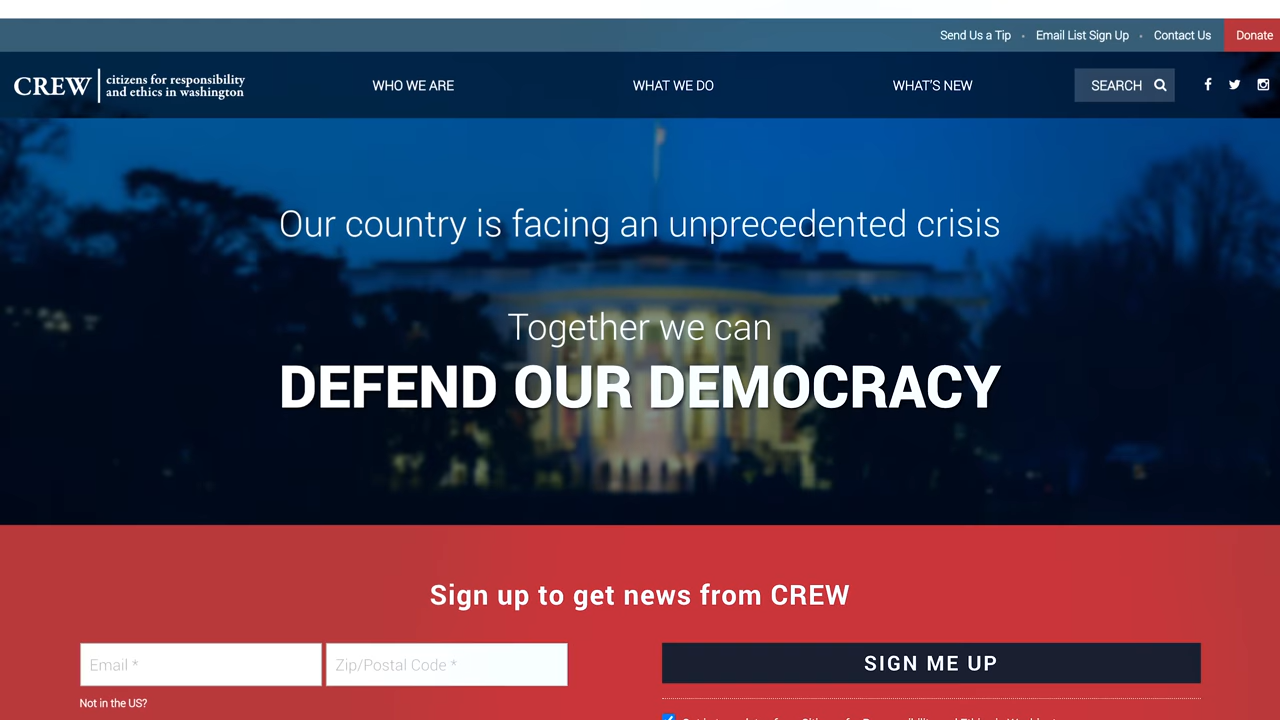 Send Us a Tip • Email List Sign Up • Contact Us Donate
CREW citizens for responsibility
and ethics in washington
WHO WE ARE WHAT WE DO WHAT'S NEW SEARCH
Our country is facing an unprecedented crisis
Together we can
DEFEND OUR DEMOCRACY
Sign up to get news from CREW
Email * Zip/Postal Code * SIGN ME UP
Not in the US?